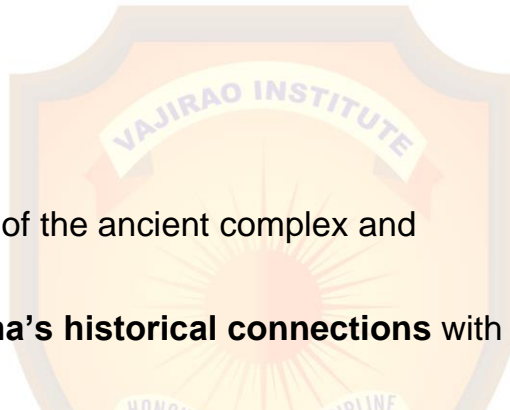 VAJIRAO INSTITUTE
of the ancient complex and
na's historical connections with